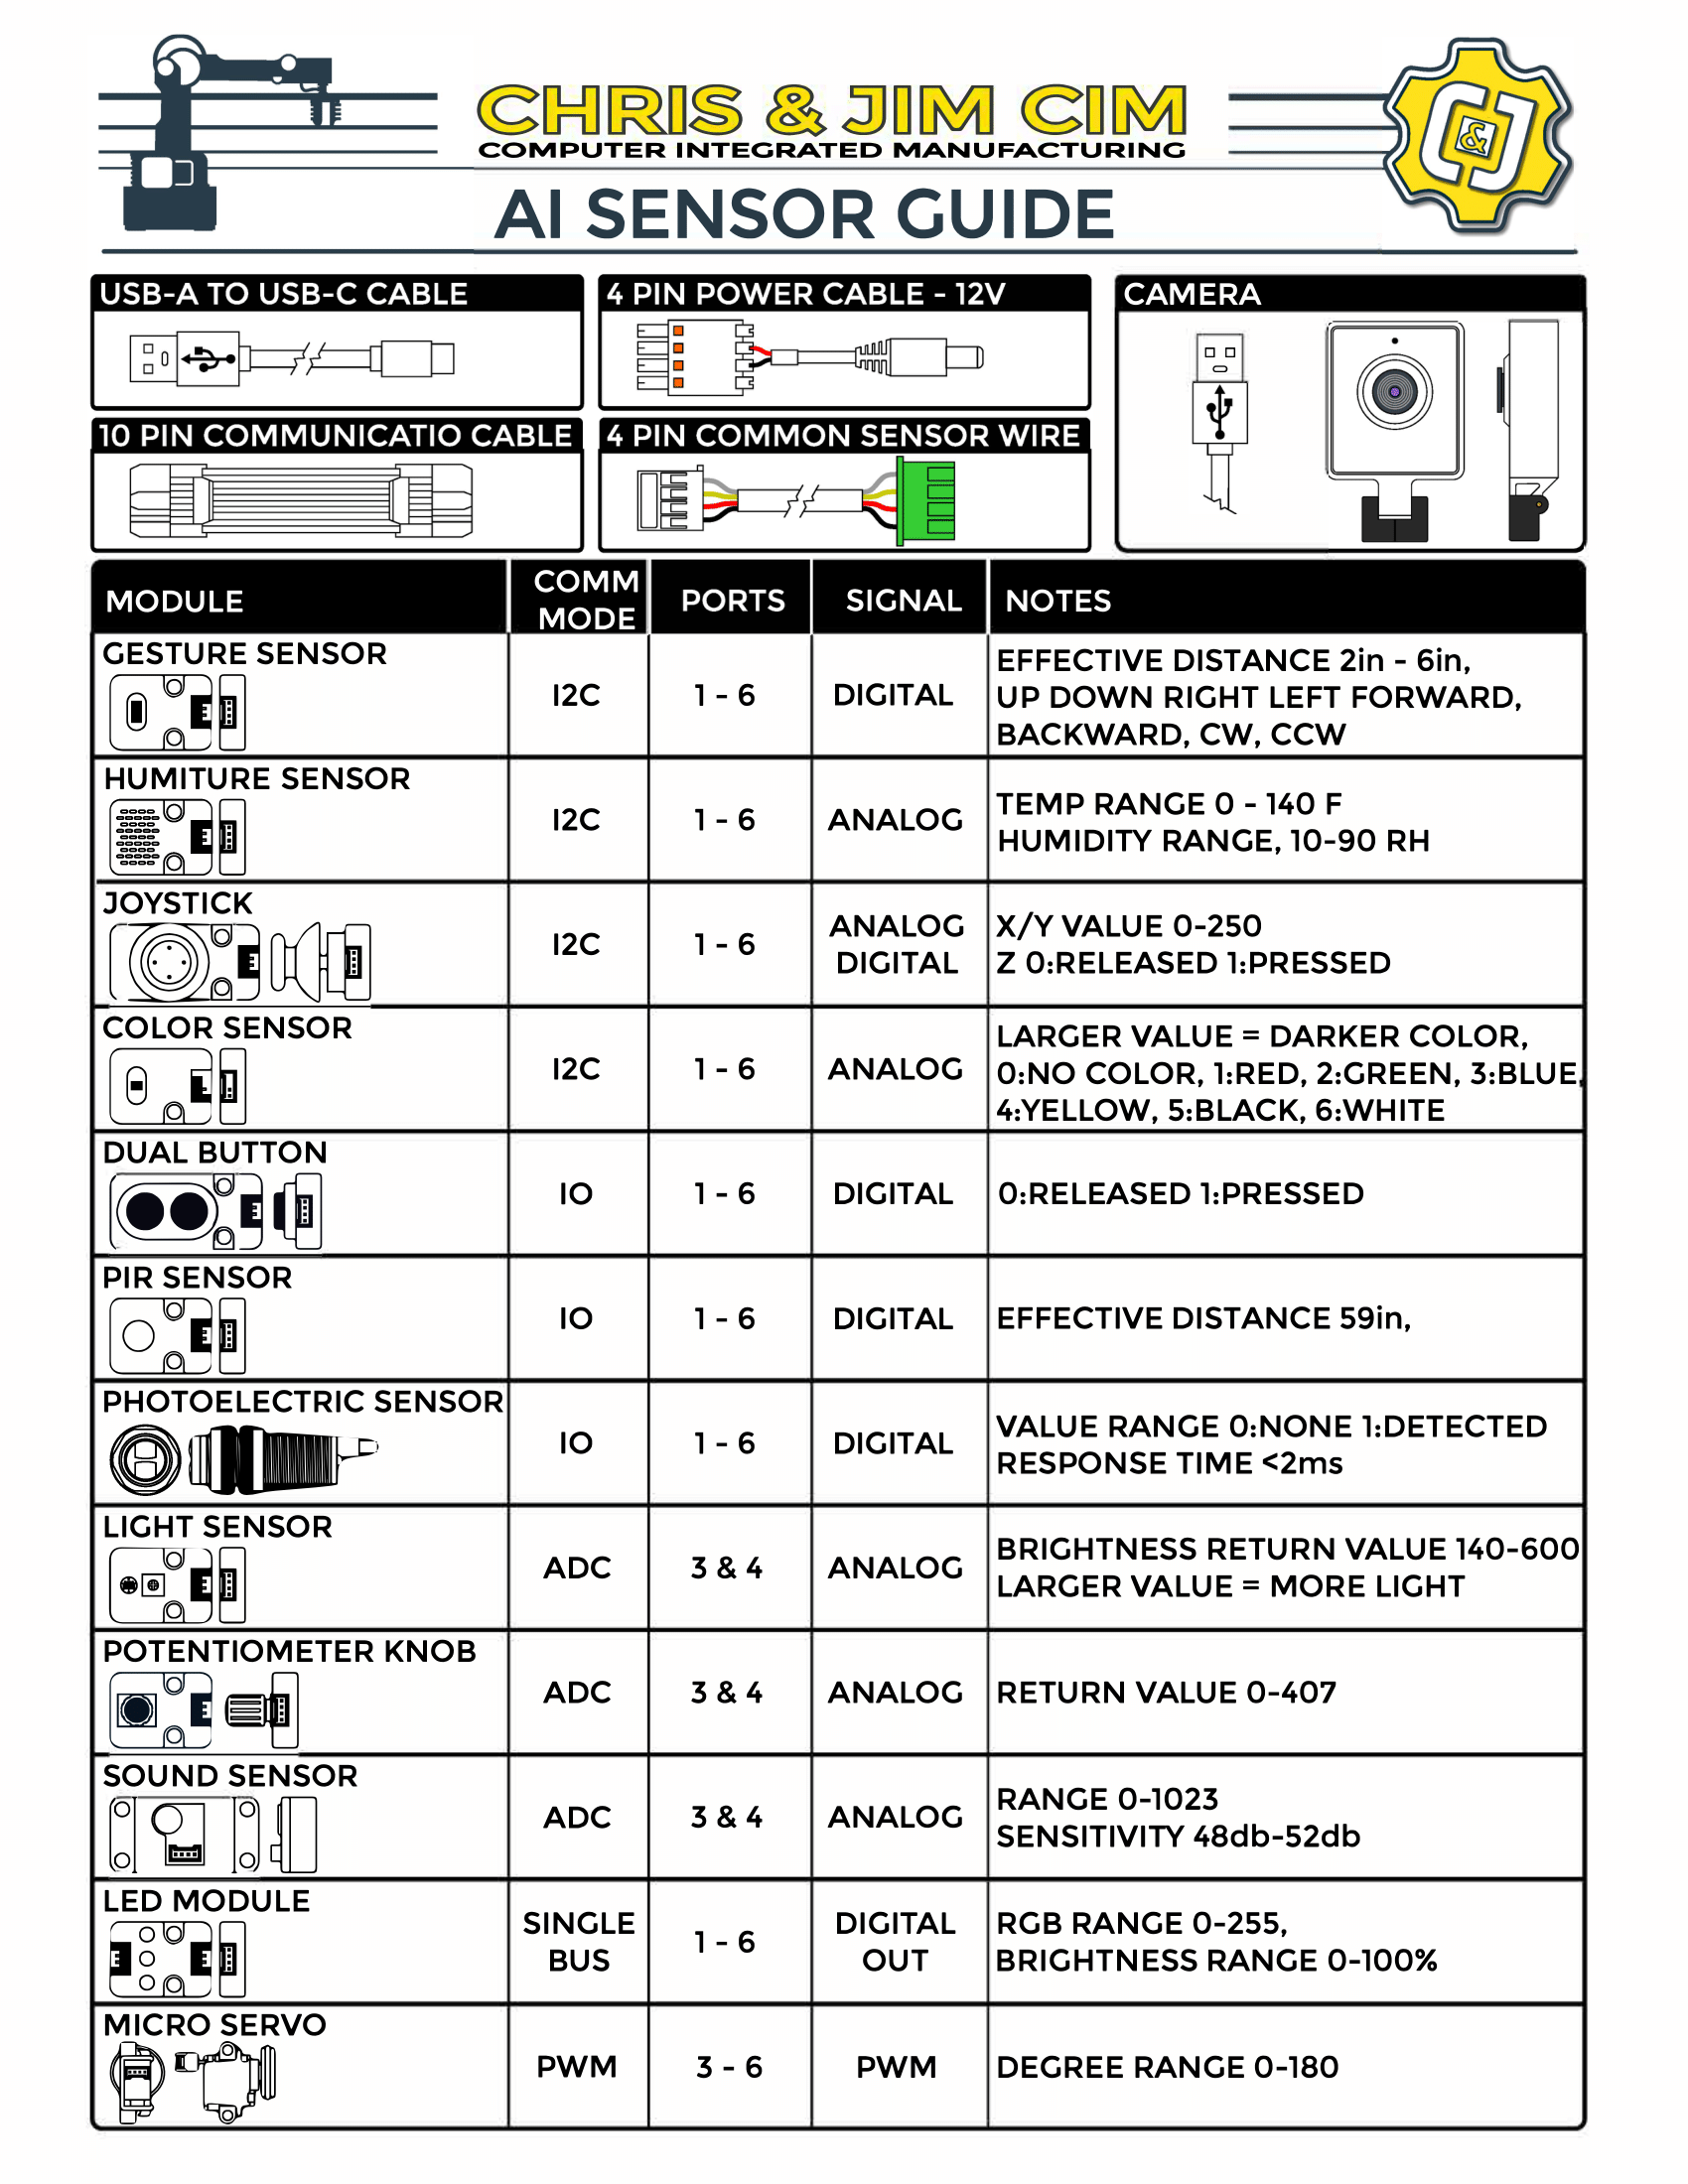 CHRIS & JIM CIM
COMPUTER INTEGRATED MANUFACTURING
C&J
AI SENSOR GUIDE
USB-A TO USB-C CABLE
4 PIN POWER CABLE - 12V
CAMERA
10 PIN COMMUNICATIO CABLE
4 PIN COMMON SENSOR WIRE
MODULE
COMM
MODE
PORTS
SIGNAL
NOTES
GESTURE SENSOR
I2C
1 - 6
DIGITAL
EFFECTIVE DISTANCE 2in - 6in,
UP DOWN RIGHT LEFT FORWARD,
BACKWARD, CW, CCW
HUMITURE SENSOR
I2C
1 - 6
ANALOG
TEMP RANGE 0 - 140 F
HUMIDITY RANGE, 10-90 RH
JOYSTICK
I2C
1 - 6
ANALOG
DIGITAL
X/Y VALUE 0-250
Z 0:RELEASED 1:PRESSED
COLOR SENSOR
I2C
1 - 6
ANALOG
LARGER VALUE = DARKER COLOR,
0:NO COLOR, 1:RED, 2:GREEN, 3:BLUE,
4:YELLOW, 5:BLACK, 6:WHITE
DUAL BUTTON
IO
1 - 6
DIGITAL
0:RELEASED 1:PRESSED
PIR SENSOR
IO
1 - 6
DIGITAL
EFFECTIVE DISTANCE 59in,
PHOTOELECTRIC SENSOR
IO
1 - 6
DIGITAL
VALUE RANGE 0:NONE 1:DETECTED
RESPONSE TIME <2ms
LIGHT SENSOR
ADC
3 & 4
ANALOG
BRIGHTNESS RETURN VALUE 140-600
LARGER VALUE = MORE LIGHT
POTENTIOMETER KNOB
ADC
3 & 4
ANALOG
RETURN VALUE 0-407
SOUND SENSOR
ADC
3 & 4
ANALOG
RANGE 0-1023
SENSITIVITY 48db-52db
LED MODULE
SINGLE
BUS
1 - 6
DIGITAL
OUT
RGB RANGE 0-255,
BRIGHTNESS RANGE 0-100%
MICRO SERVO
PWM
3 - 6
PWM
DEGREE RANGE 0-180